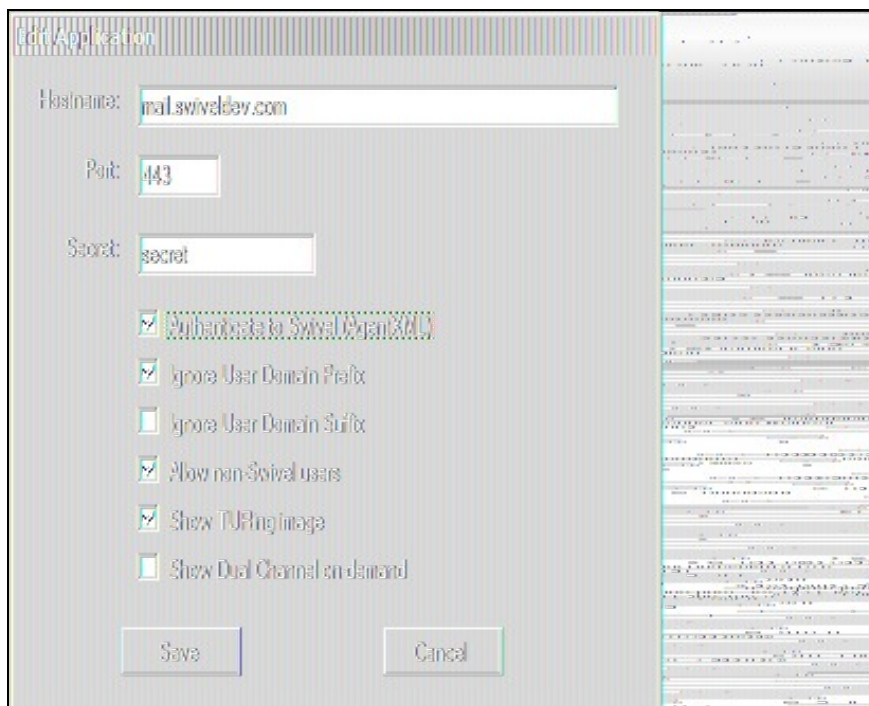 Edit Application
Hostname: mail.swiveldev.com
Port: 443
Secret: secret
Authenticate to Swivel (AgentXML)
Ignore User Domain Prefix
Ignore User Domain Suffix
Allow non-Swivel users
Show TURing image
Show Dual Channel on-demand
Save Cancel